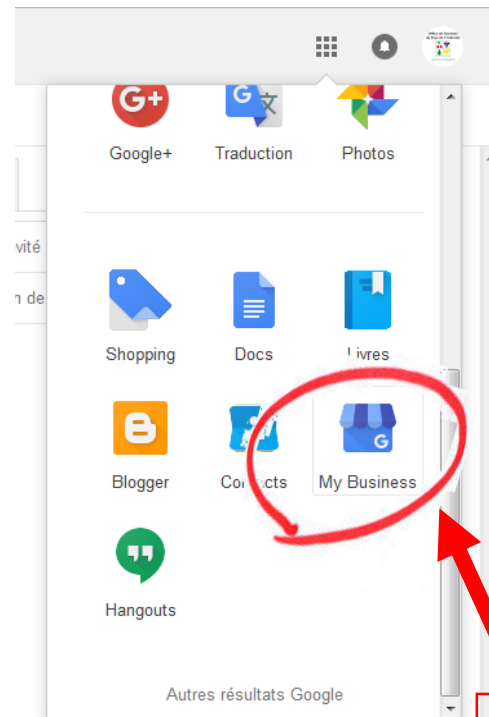 Google+ Traduction Photos
vité
n de
Shopping Docs Livres
Blogger Contacts My Business
Hangouts
Autres résultats Google